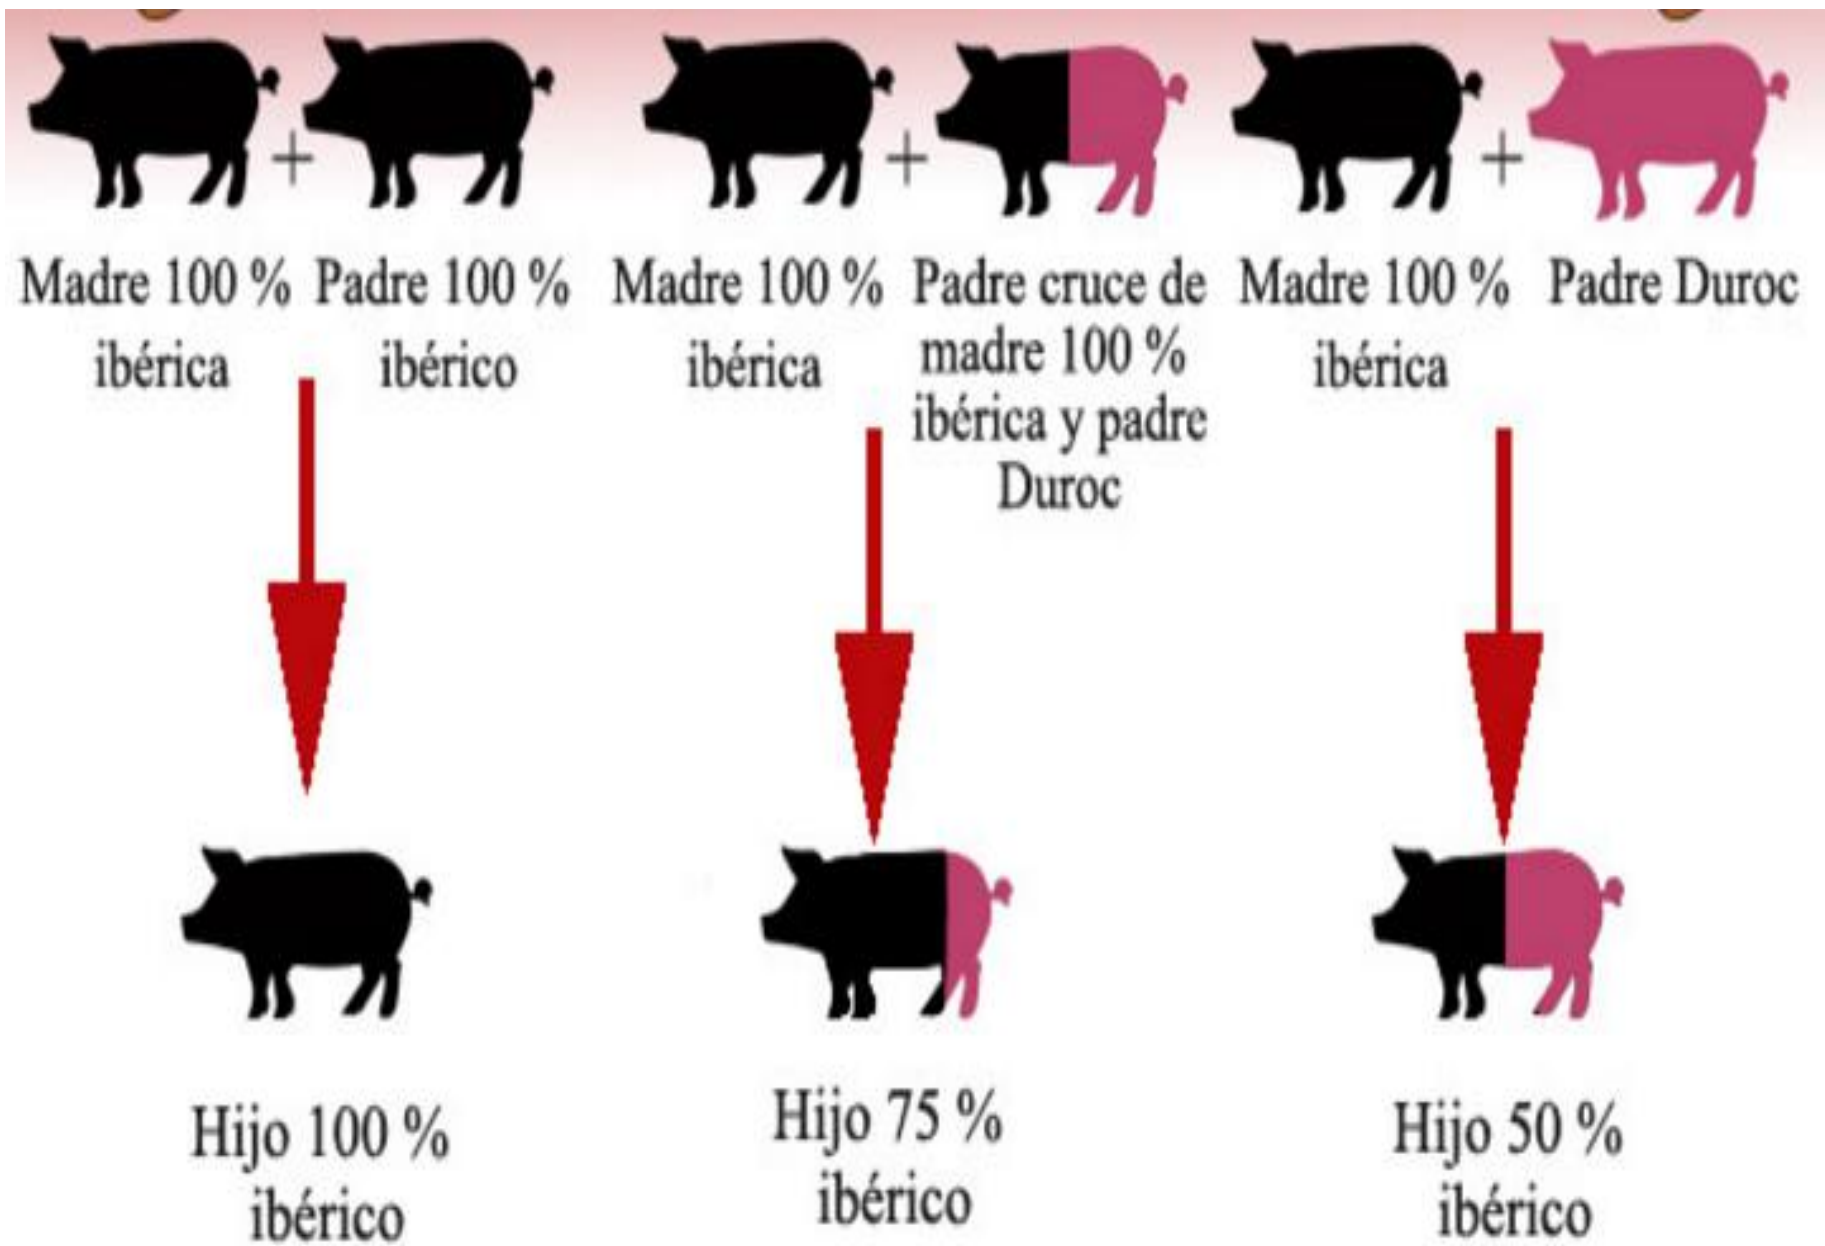 Madre 100 %
ibérica
Padre 100 %
ibérico
Madre 100 %
ibérica
Padre cruce de
madre 100 %
ibérica y padre
Duroc
Madre 100 %
ibérica
Padre Duroc
Hijo 100 %
ibérico
Hijo 75 %
ibérico
Hijo 50 %
ibérico